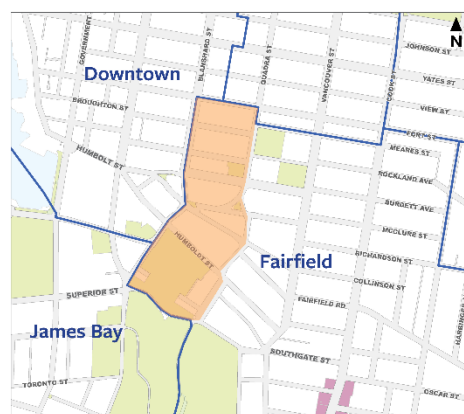 N
JOHNSON ST
GOVERNMENT
BLANSHARD ST
QUADRA ST
VANCOUVER ST
COOK ST
Downtown
YATES ST
VIEW ST
BROUGHTON ST
FORT ST
MEARES ST
HUMBOLT ST
ROCKLAND AVE
BURDETT AVE
MCCLURE ST
HUMBOLDT ST
RICHARDSON ST
Fairfield
COLLINSON ST
SUPERIOR ST
FAIRFIELD RD
James Bay
SOUTHGATE ST
TORONTO ST
OSCAR ST